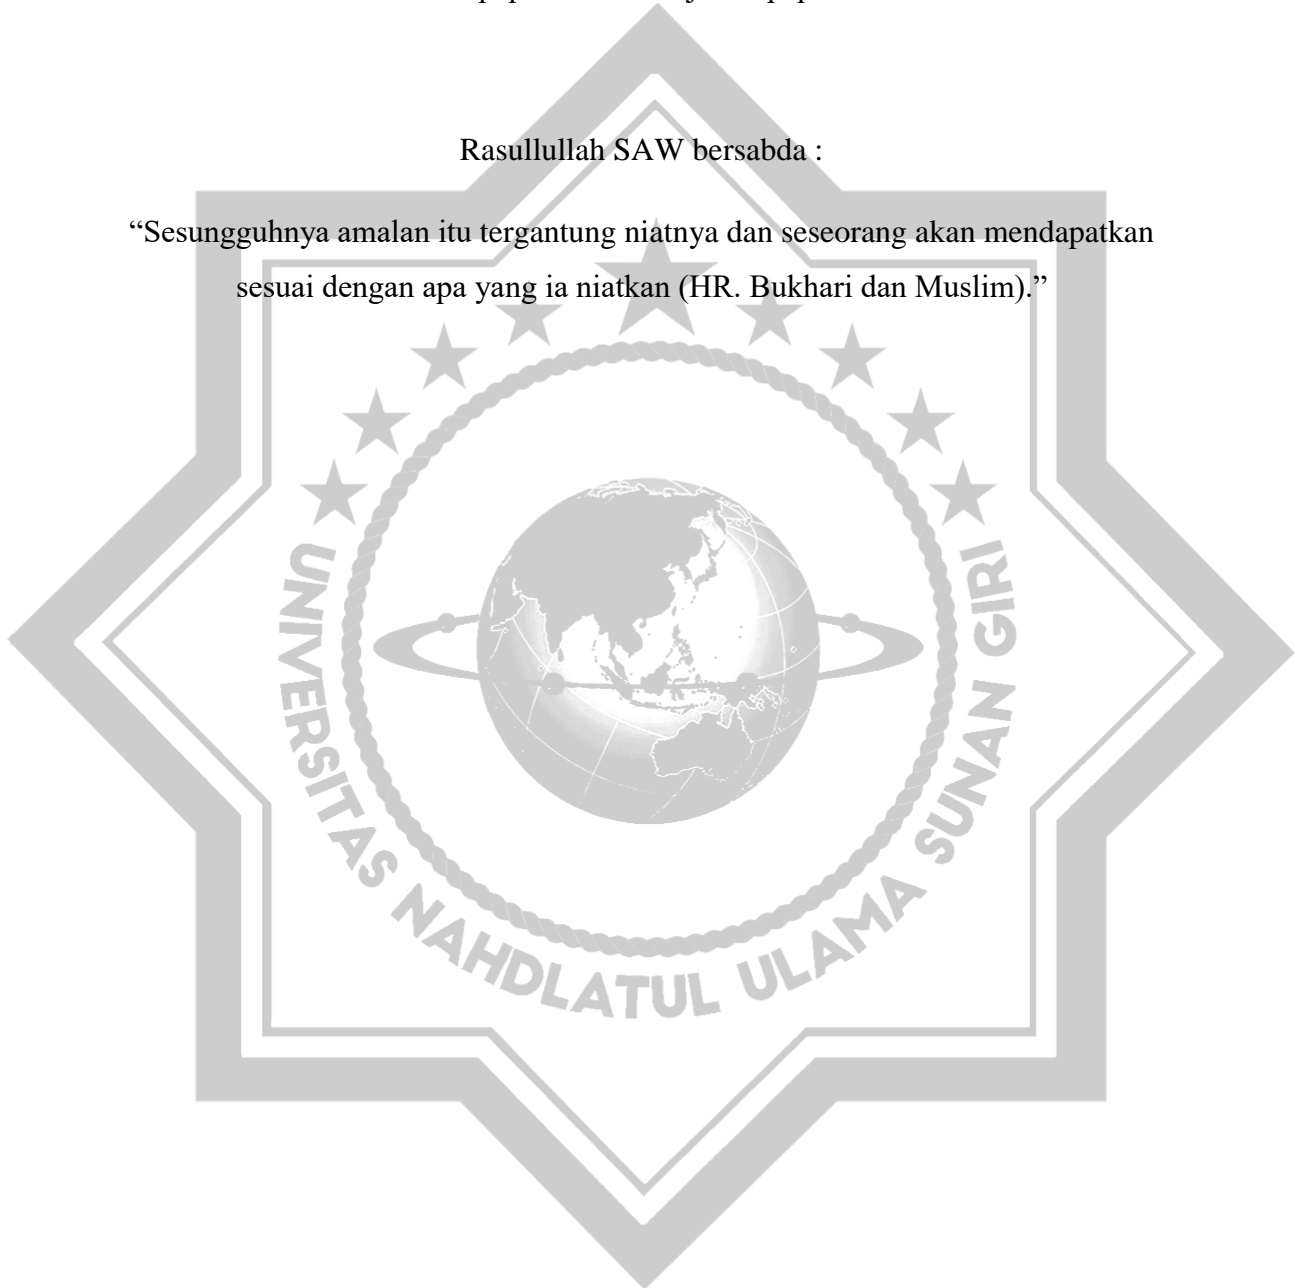 Rasullullah SAW bersabda :
“Sesungguhnya amalan itu tergantung niatnya dan seseorang akan mendapatkan
sesuai dengan apa yang ia niatkan (HR. Bukhari dan Muslim).”
UNIVERSITAS NAHDLATUL ULAMA SUNAN GIRI